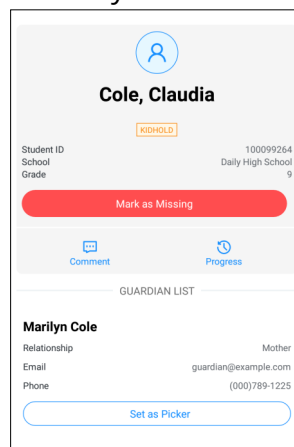 Cole, Claudia
KIDHOLD
Student ID 100099264
School Daily High School
Grade 9
Mark as Missing
Comment Progress
GUARDIAN LIST
Marilyn Cole
Relationship Mother
Email guardian@example.com
Phone (000)789-1225
Set as Picker